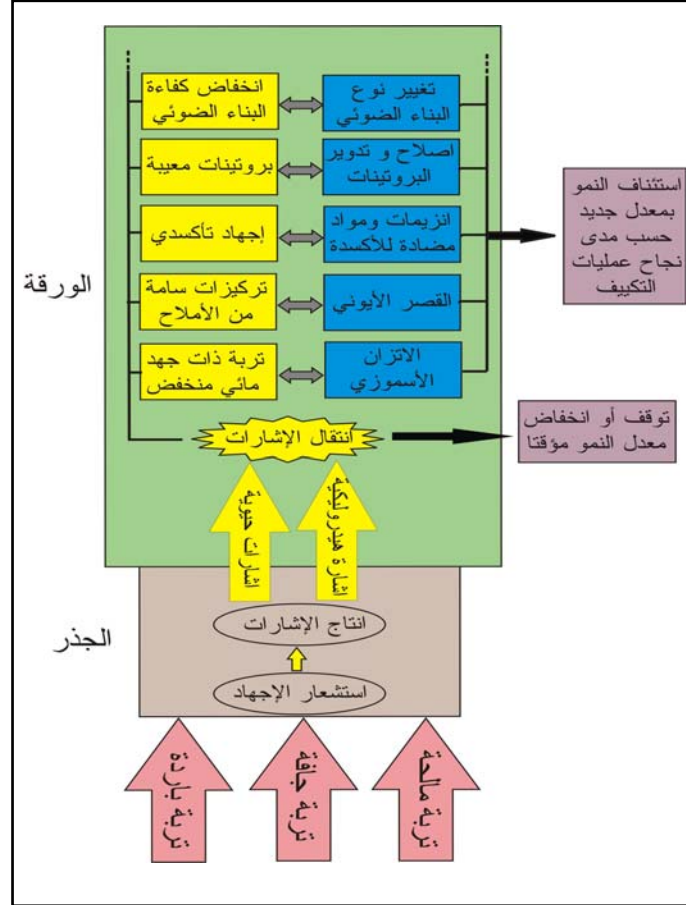 انخفاض كفاءة
البناء الضوئي
تغيير نوع
البناء الضوئي
بروتينات معيبة
اصلاح و تدوير
البروتينات
إجهاد تأكسدي
انزيمات ومواد
مضادة للأكسدة
تركيزات سامة
من الأملاح
القصر الأيوني
تربة ذات جهد
مائي منخفض
الاتزان
الأسموزي
استئناف النمو
بمعدل جديد
حسب مدى
نجاح عمليات
التكييف
الورقة
انتقال الإشارات
توقف أو انخفاض
معدل النمو مؤقتا
اشارات حيوية
اشارة هيدروليكية
الجذر
انتاج الإشارات
استشعار الإجهاد
تربة باردة
تربة جافة
تربة مالحة